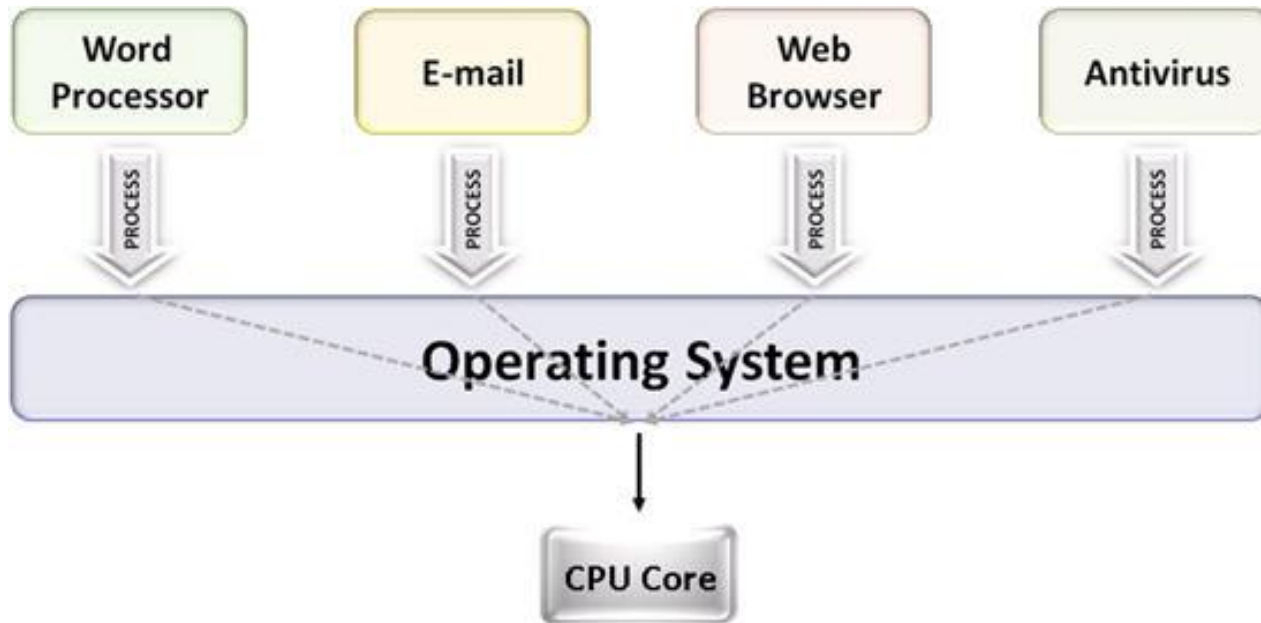 Word
Processor
E-mail
Web
Browser
Antivirus
PROCESS
PROCESS
PROCESS
PROCESS
Operating System
CPU Core